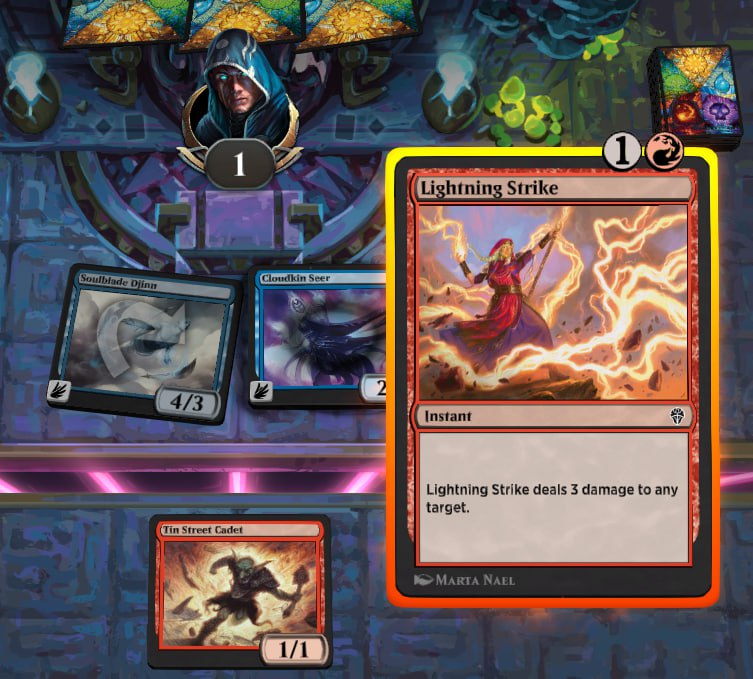 1
1
Lightning Strike
Soulblade Djinn
Cloudkin Seer
4/3
2
Instant
Lightning Strike deals 3 damage to any
target.
Tin Street Cadet
Marta Nael
1/1